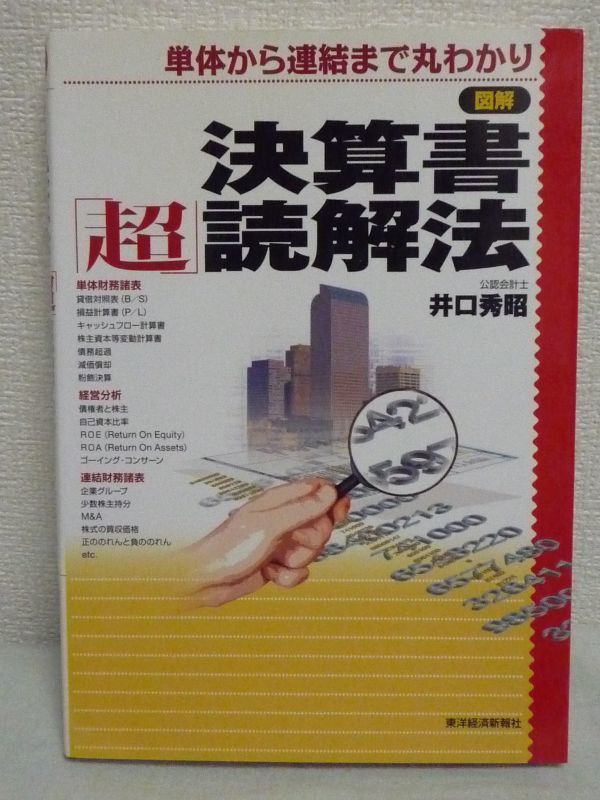 単体から連結まで丸わかり
図解
決算書
「超」読解法
公認会計士
井口秀昭
単体財務諸表
貸借対照表（B／S）
損益計算書（P／L）
キャッシュフロー計算書
株主資本等変動計算書
債務超過
減価償却
粉飾決算
経営分析
債権者と株主
自己資本比率
ROE（Return On Equity）
ROA（Return On Assets）
ゴーイング・コンサーン
連結財務諸表
企業グループ
少数株主持分
M&A
株式の買収価格
正ののれんと負ののれん
etc.
東洋経済新報社